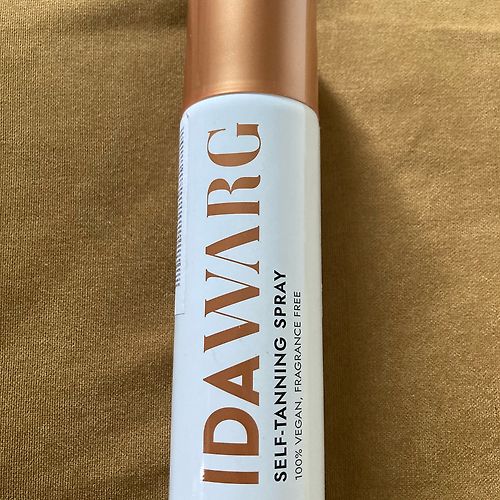 IDAWARG
SELF-TANNING SPRAY
100% VEGAN, FRAGRANCE FREE